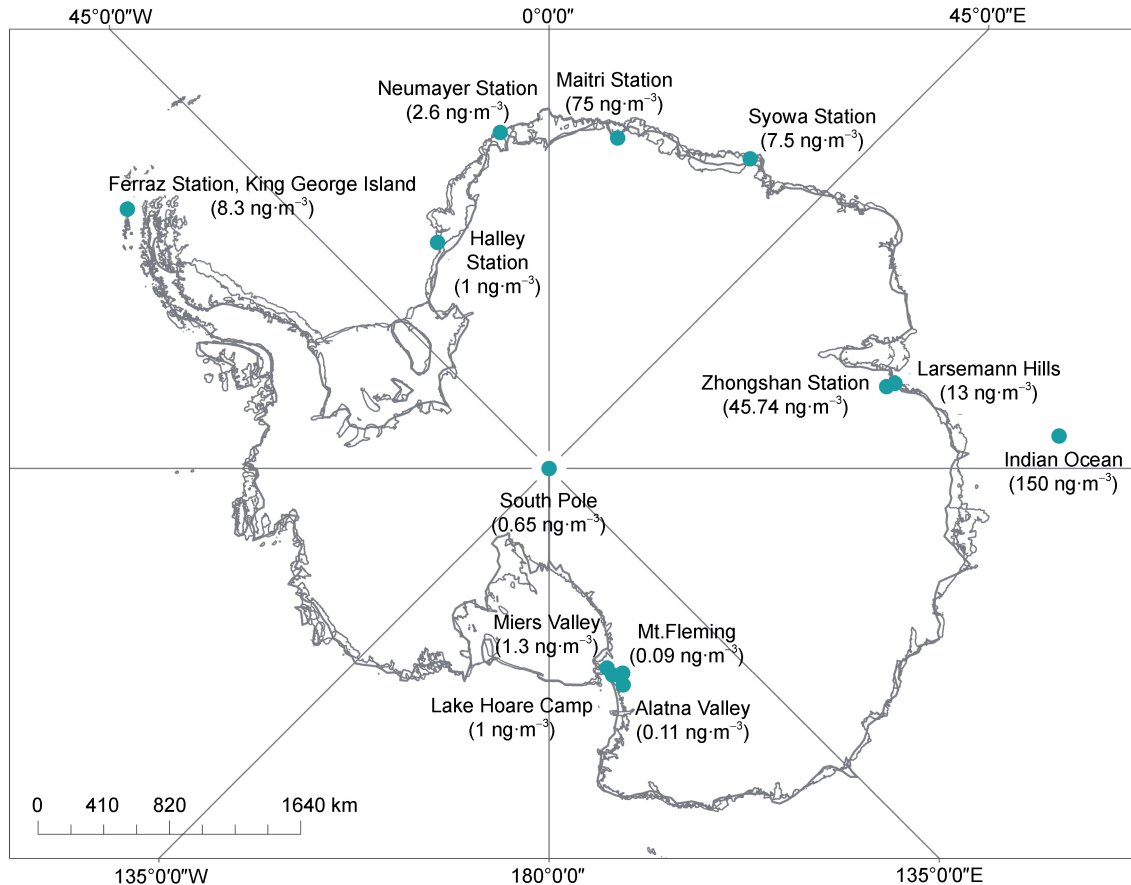 45°0′0″W
0°0′0″
45°0′0″E
Neumayer Station
(2.6 ng·m⁻³)
Maitri Station
(75 ng·m⁻³)
Syowa Station
(7.5 ng·m⁻³)
Ferraz Station, King George Island
(8.3 ng·m⁻³)
Halley
Station
(1 ng·m⁻³)
Zhongshan Station
(45.74 ng·m⁻³)
Larsemann Hills
(13 ng·m⁻³)
Indian Ocean
(150 ng·m⁻³)
South Pole
(0.65 ng·m⁻³)
Miers Valley
(1.3 ng·m⁻³)
Mt.Fleming
(0.09 ng·m⁻³)
Lake Hoare Camp
(1 ng·m⁻³)
Alatna Valley
(0.11 ng·m⁻³)
0 410 820 1640 km
135°0′0″W
180°0′0″
135°0′0″E